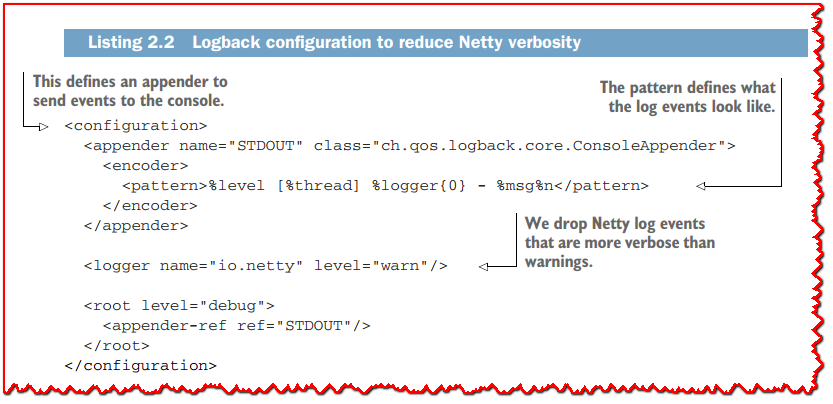 Listing 2.2 Logback configuration to reduce Netty verbosity
This defines an appender to
send events to the console.
The pattern defines what
the log events look like.
<configuration>
<appender name="STDOUT" class="ch.qos.logback.core.ConsoleAppender">
<encoder>
<pattern>%level [%thread] %logger{0} - %msg%n</pattern>
</encoder>
</appender>
We drop Netty log events
that are more verbose than
warnings.
<logger name="io.netty" level="warn"/>
<root level="debug">
<appender-ref ref="STDOUT"/>
</root>
</configuration>